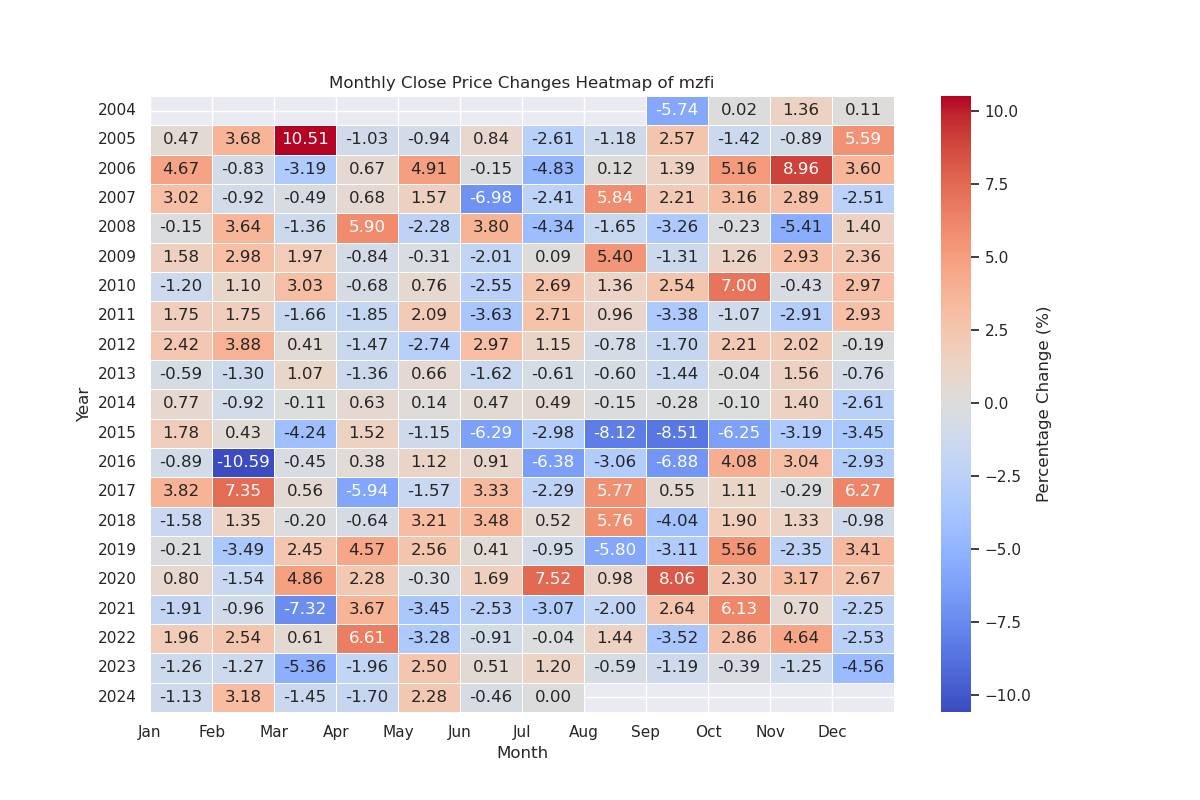 Monthly Close Price Changes Heatmap of mzfi
2004 -5.74 0.02 1.36 0.11
2005 0.47 3.68 10.51 -1.03 -0.94 0.84 -2.61 -1.18 2.57 -1.42 -0.89 5.59
2006 4.67 -0.83 -3.19 0.67 4.91 -0.15 -4.83 0.12 1.39 5.16 8.96 3.60
2007 3.02 -0.92 -0.49 0.68 1.57 -6.98 -2.41 5.84 2.21 3.16 2.89 -2.51
2008 -0.15 3.64 -1.36 5.90 -2.28 3.80 -4.34 -1.65 -3.26 -0.23 -5.41 1.40
2009 1.58 2.98 1.97 -0.84 -0.31 -2.01 0.09 5.40 -1.31 1.26 2.93 2.36
2010 -1.20 1.10 3.03 -0.68 0.76 -2.55 2.69 1.36 2.54 7.00 -0.43 2.97
2011 1.75 1.75 -1.66 -1.85 2.09 -3.63 2.71 0.96 -3.38 -1.07 -2.91 2.93
2012 2.42 3.88 0.41 -1.47 -2.74 2.97 1.15 -0.78 -1.70 2.21 2.02 -0.19
2013 -0.59 -1.30 1.07 -1.36 0.66 -1.62 -0.61 -0.60 -1.44 -0.04 1.56 -0.76
2014 0.77 -0.92 -0.11 0.63 0.14 0.47 0.49 -0.15 -0.28 -0.10 1.40 -2.61
2015 1.78 0.43 -4.24 1.52 -1.15 -6.29 -2.98 -8.12 -8.51 -6.25 -3.19 -3.45
2016 -0.89 -10.59 -0.45 0.38 1.12 0.91 -6.38 -3.06 -6.88 4.08 3.04 -2.93
2017 3.82 7.35 0.56 -5.94 -1.57 3.33 -2.29 5.77 0.55 1.11 -0.29 6.27
2018 -1.58 1.35 -0.20 -0.64 3.21 3.48 0.52 5.76 -4.04 1.90 1.33 -0.98
2019 -0.21 -3.49 2.45 4.57 2.56 0.41 -0.95 -5.80 -3.11 5.56 -2.35 3.41
2020 0.80 -1.54 4.86 2.28 -0.30 1.69 7.52 0.98 8.06 2.30 3.17 2.67
2021 -1.91 -0.96 -7.32 3.67 -3.45 -2.53 -3.07 -2.00 2.64 6.13 0.70 -2.25
2022 1.96 2.54 0.61 6.61 -3.28 -0.91 -0.04 1.44 -3.52 2.86 4.64 -2.53
2023 -1.26 -1.27 -5.36 -1.96 2.50 0.51 1.20 -0.59 -1.19 -0.39 -1.25 -4.56
2024 -1.13 3.18 -1.45 -1.70 2.28 -0.46 0.00
Jan Feb Mar Apr May Jun Jul Aug Sep Oct Nov Dec
Month
Year
10.0
7.5
5.0
2.5
0.0
−2.5
−5.0
−7.5
−10.0
Percentage Change (%)